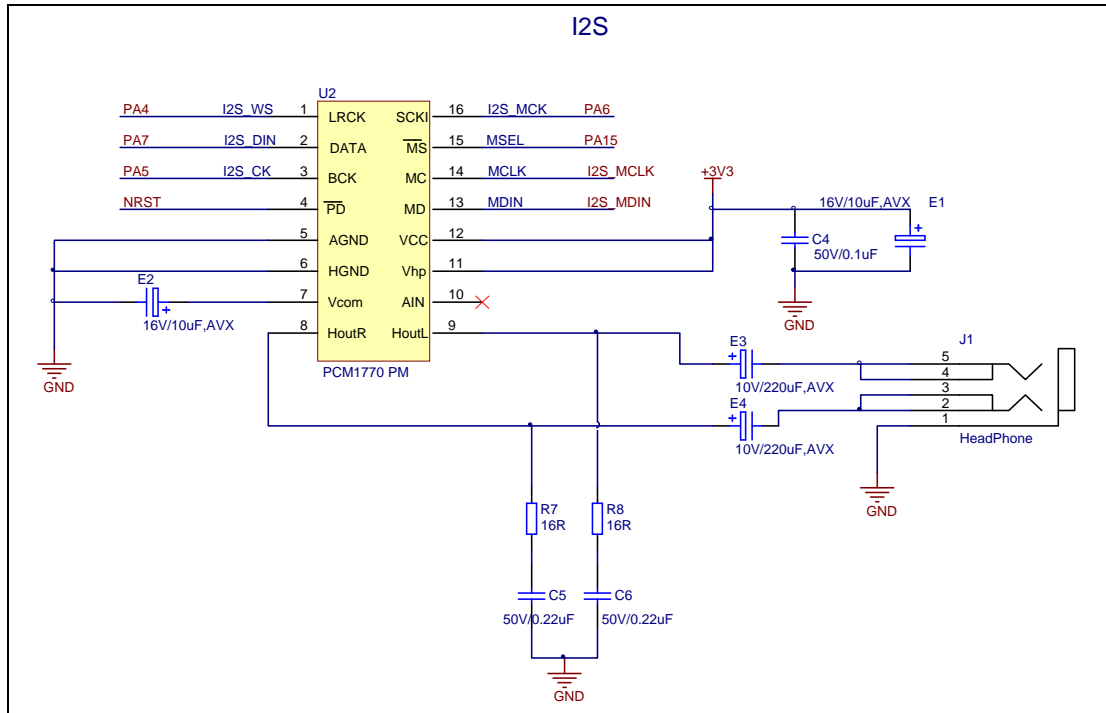 I2S
U2
PA4 I2S_WS 1 LRCK SCKI 16 I2S_MCK PA6
PA7 I2S_DIN 2 DATA MS 15 MSEL PA15
PA5 I2S_CK 3 BCK MC 14 MCLK I2S_MCLK
NRST 4 PD MD 13 MDIN I2S_MDIN
5 AGND VCC 12
6 HGND Vhp 11
7 Vcom AIN 10
8 HoutR HoutL 9
PCM1770 PM
+3V3
16V/10uF,AVX E1
C4
50V/0.1uF
GND
E2
16V/10uF,AVX
GND
E3
10V/220uF,AVX
E4
10V/220uF,AVX
J1
5
4
3
2
1
HeadPhone
GND
R7
16R
R8
16R
C5
50V/0.22uF
C6
50V/0.22uF
GND